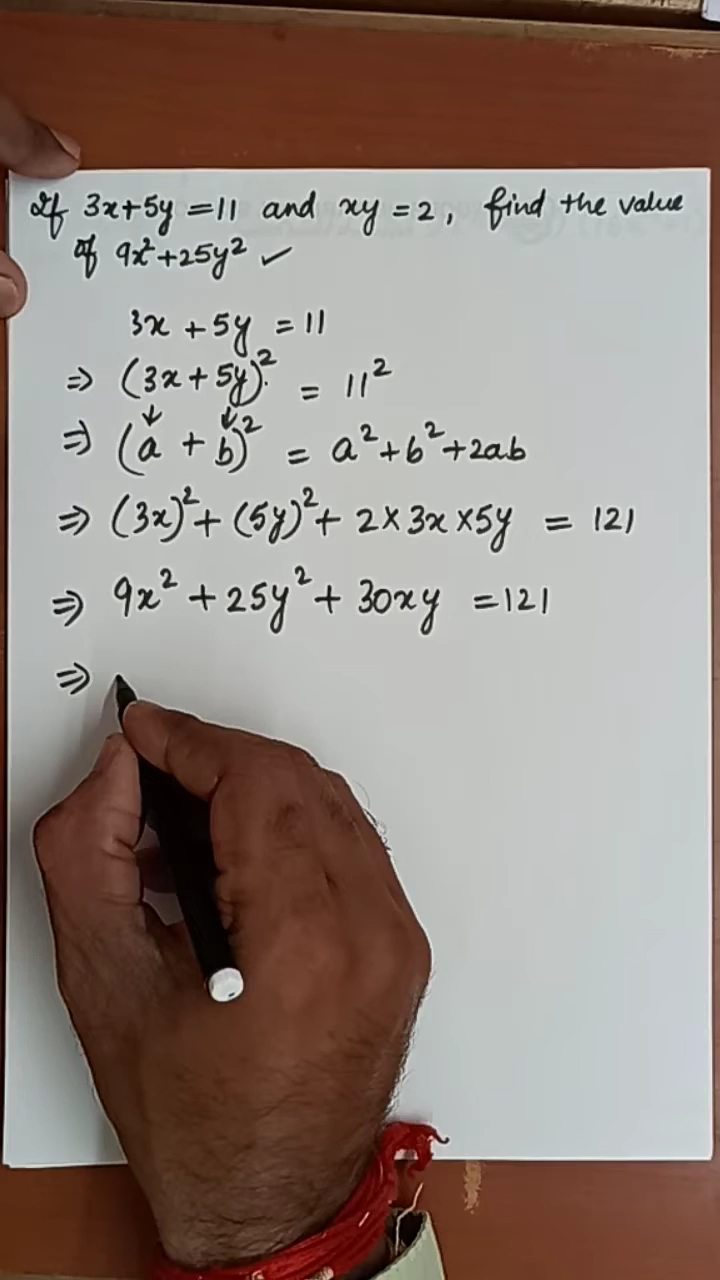 If 3x+5y = 11 and xy = 2, find the value
of 9x²+25y² ✓
3x + 5y = 11
⇒ (3x + 5y)² = 11²
⇒ (a + b)² = a² + b² + 2ab
⇒ (3x)² + (5y)² + 2 × 3x × 5y = 121
⇒ 9x² + 25y² + 30xy = 121
⇒